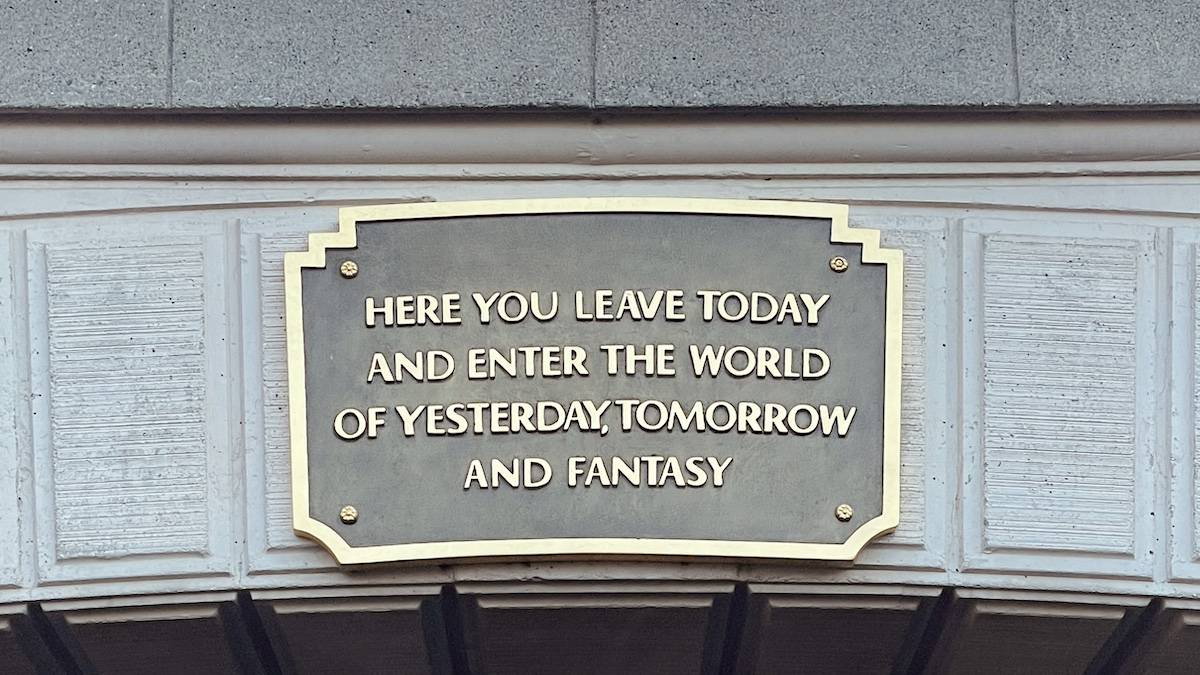 HERE YOU LEAVE TODAY
AND ENTER THE WORLD
OF YESTERDAY, TOMORROW
AND FANTASY